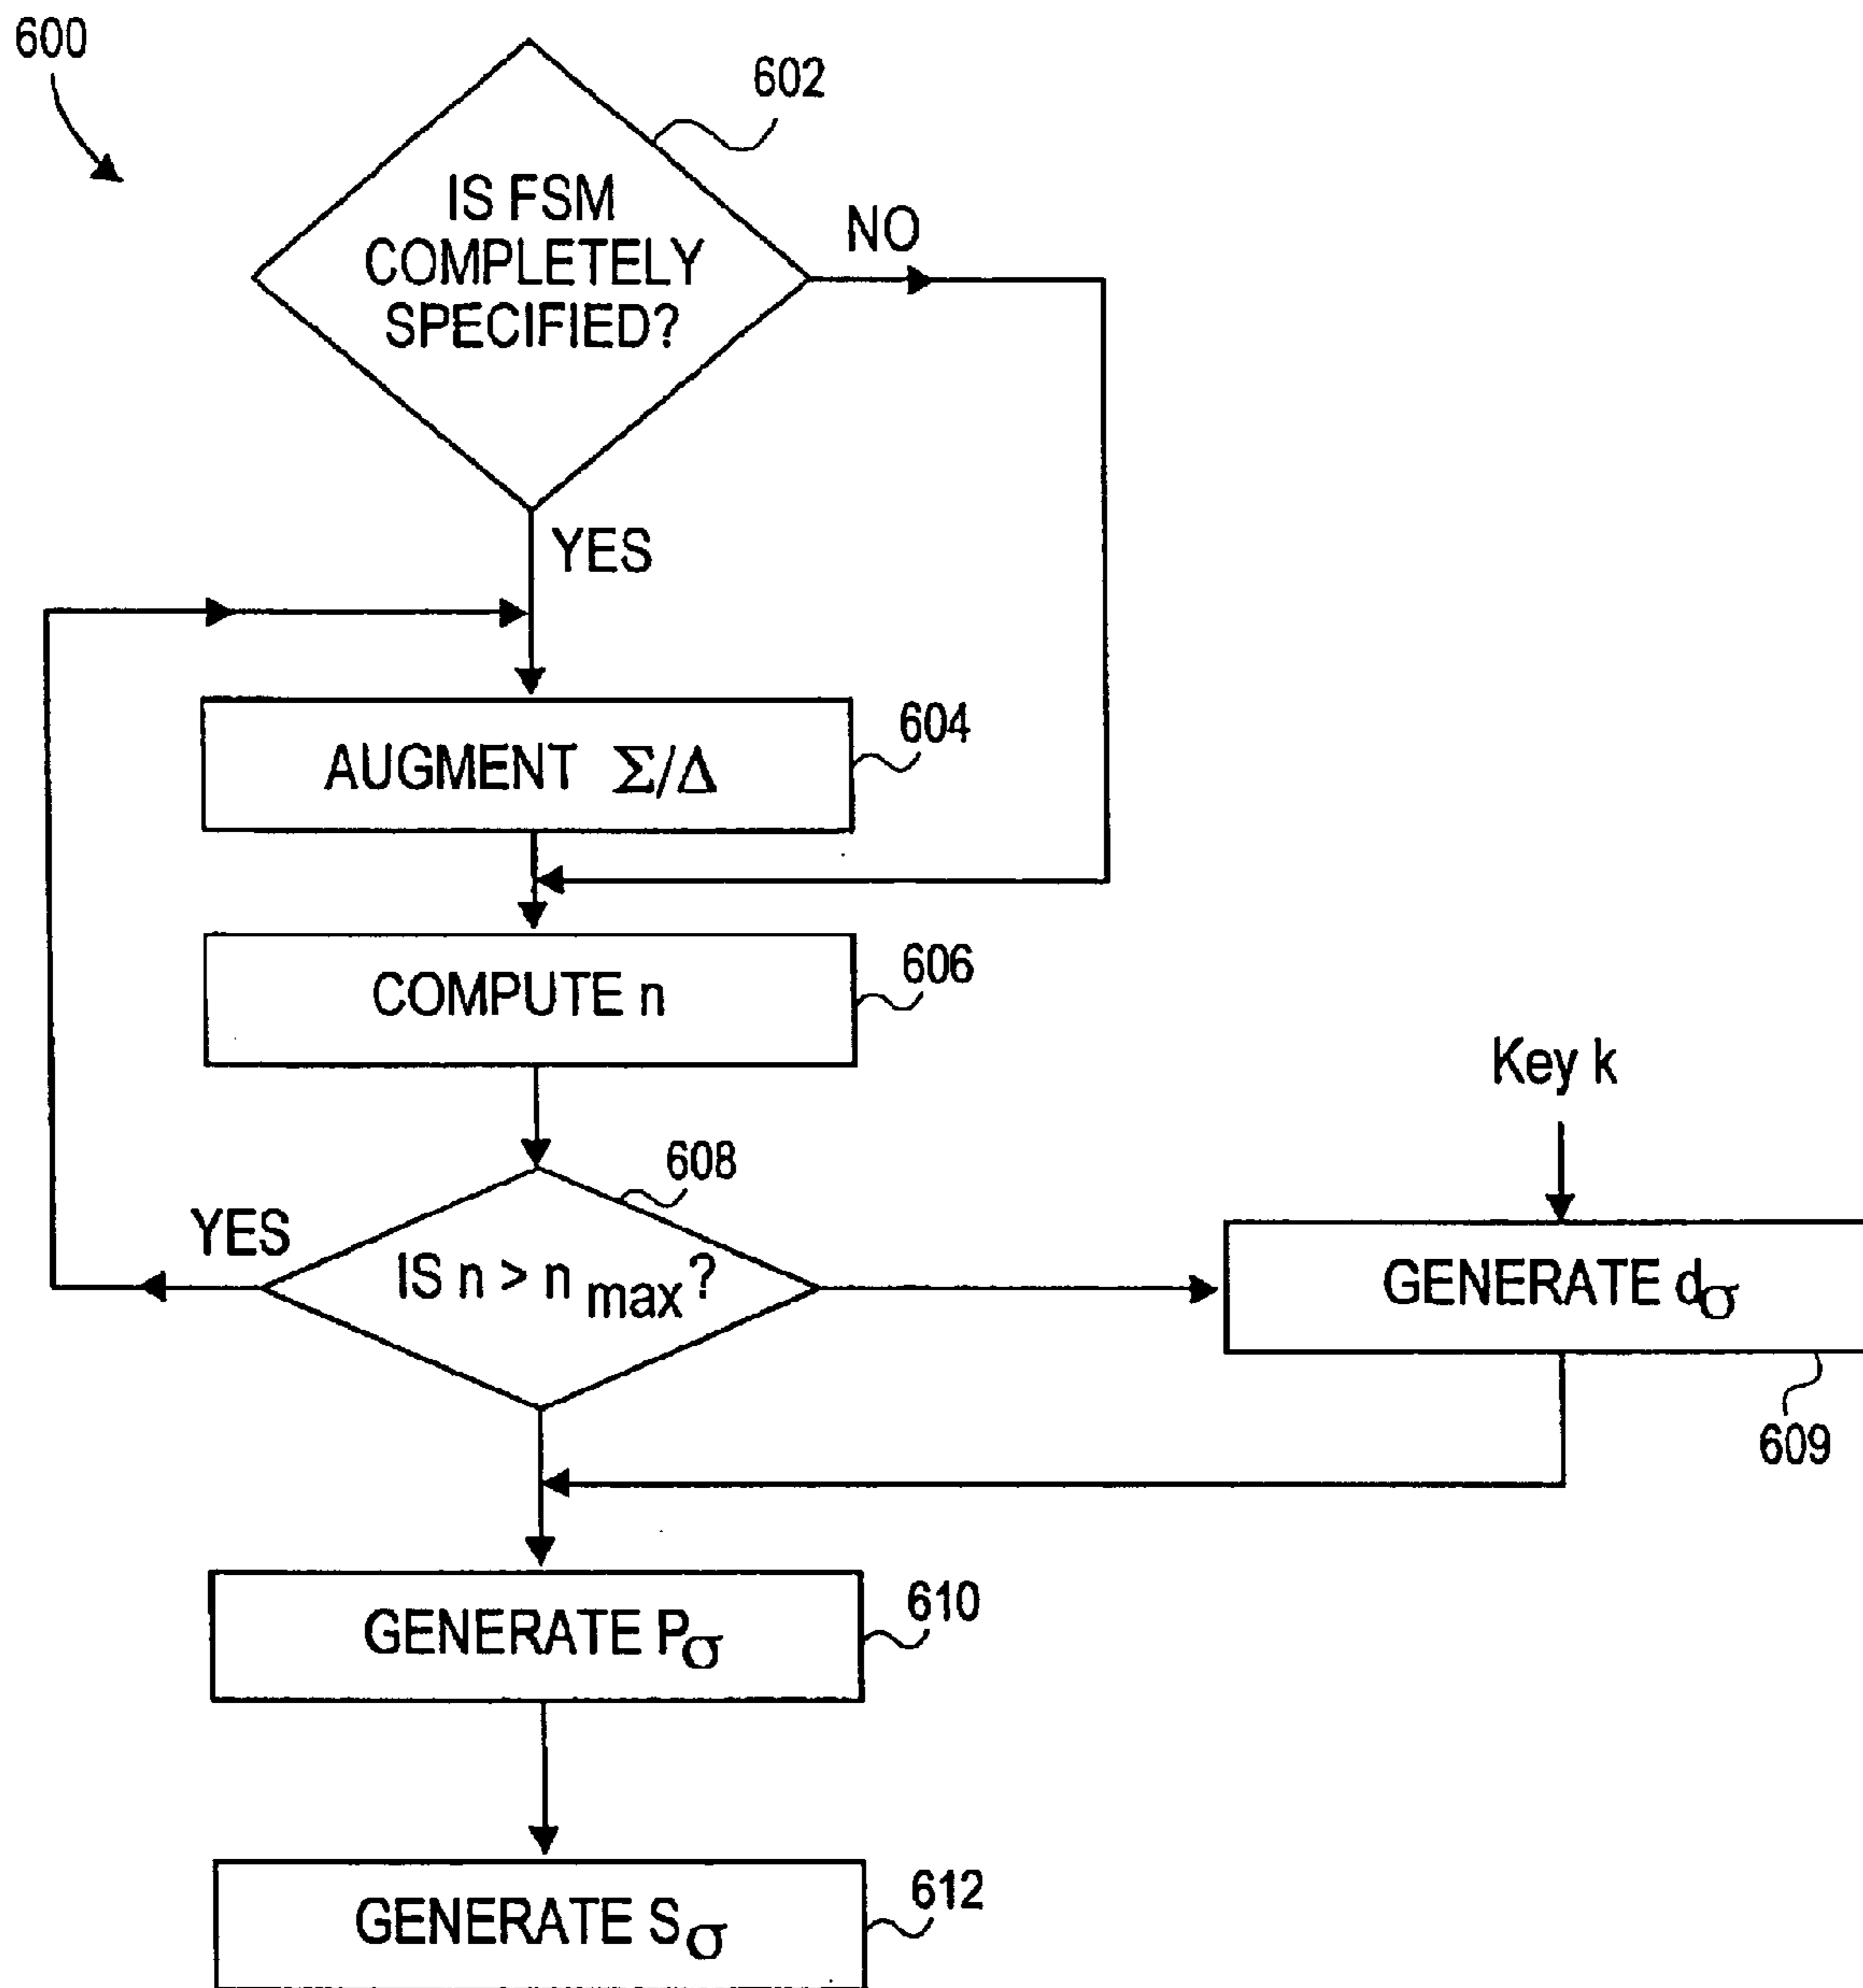 600
602
IS FSM
COMPLETELY
SPECIFIED?
NO
YES
604
AUGMENT Σ/Δ
606
COMPUTE n
Key k
608
YES
IS n > n max?
GENERATE dσ
609
610
GENERATE Pσ
612
GENERATE Sσ